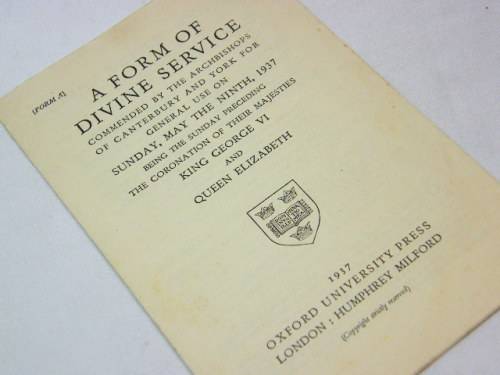 [FORM A]
A FORM OF
DIVINE SERVICE
COMMENDED BY THE ARCHBISHOPS
OF CANTERBURY AND YORK FOR
GENERAL USE ON
SUNDAY, MAY THE NINTH, 1937
BEING THE SUNDAY PRECEDING
THE CORONATION OF THEIR MAJESTIES
KING GEORGE VI
AND
QUEEN ELIZABETH
1937
OXFORD UNIVERSITY PRESS
LONDON : HUMPHREY MILFORD
(Copyright strictly reserved)